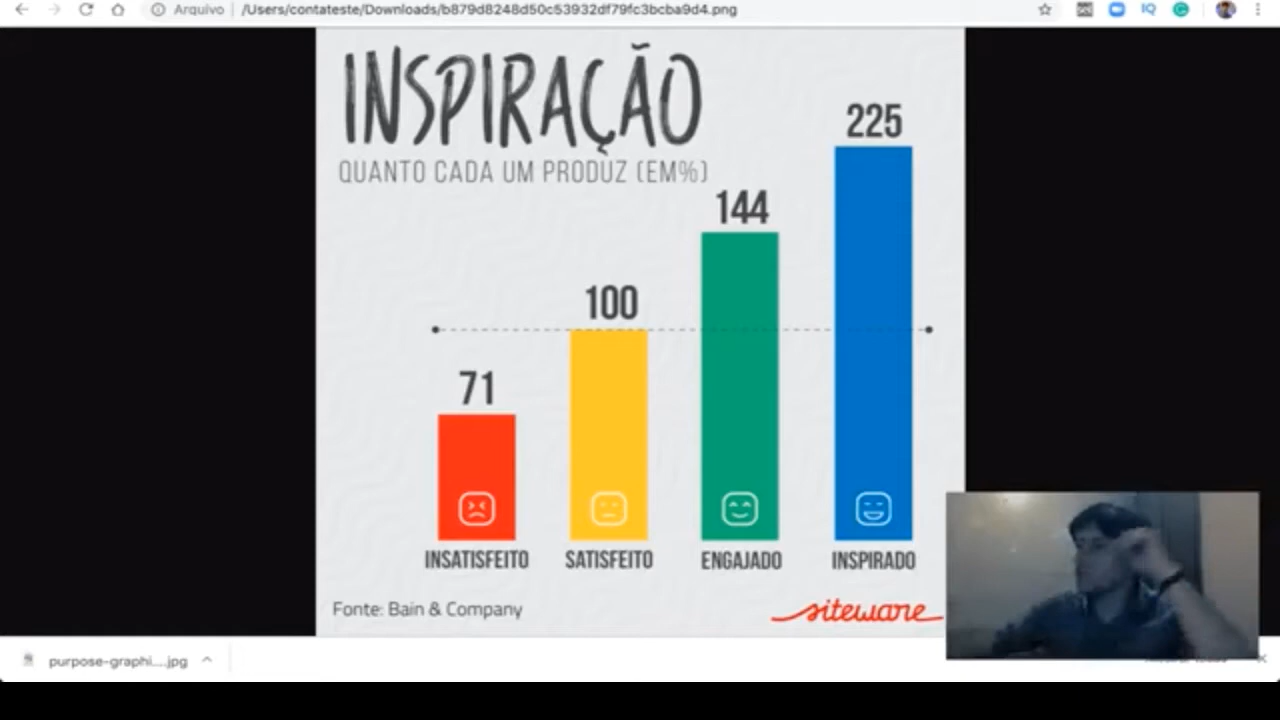 Arquivo
/Users/contateste/Downloads/b879d8248d50c53932df79fc3bcba9d4.png
IQ
INSPIRAÇÃO
QUANTO CADA UM PRODUZ (EM%)
225
144
100
71
INSATISFEITO
SATISFEITO
ENGAJADO
INSPIRADO
Fonte: Bain & Company
siteware
purpose-graphi....jpg